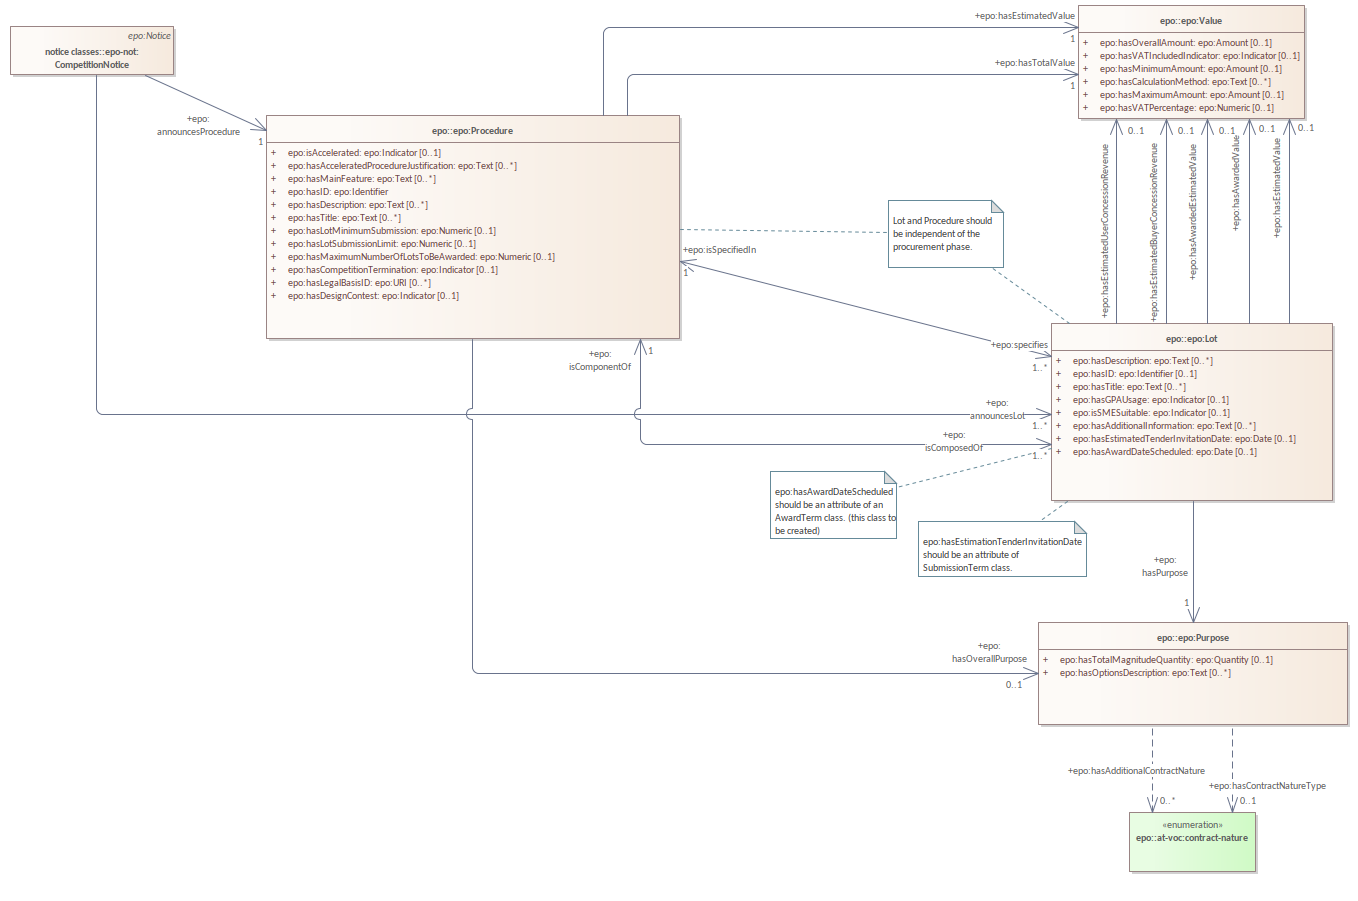 epo:Notice
notice classes::epo-not:
CompetitionNotice
+epo:
announcesProcedure
1
epo::epo:Procedure
+ epo:isAccelerated: epo:Indicator [0..1]
+ epo:hasAcceleratedProcedureJustification: epo:Text [0..*]
+ epo:hasMainFeature: epo:Text [0..*]
+ epo:hasID: epo:Identifier
+ epo:hasDescription: epo:Text [0..*]
+ epo:hasTitle: epo:Text [0..*]
+ epo:hasLotMinimumSubmission: epo:Numeric [0..1]
+ epo:hasLotSubmissionLimit: epo:Numeric [0..1]
+ epo:hasMaximumNumberOfLotsToBeAwarded: epo:Numeric [0..1]
+ epo:hasCompetitionTermination: epo:Indicator [0..1]
+ epo:hasLegalBasisID: epo:URI [0..*]
+ epo:hasDesignContest: epo:Indicator [0..1]
+epo:hasEstimatedValue
1
+epo:hasTotalValue
1
epo::epo:Value
+ epo:hasOverallAmount: epo:Amount [0..1]
+ epo:hasVATIncludedIndicator: epo:Indicator [0..1]
+ epo:hasMinimumAmount: epo:Amount [0..1]
+ epo:hasCalculationMethod: epo:Text [0..*]
+ epo:hasMaximumAmount: epo:Amount [0..1]
+ epo:hasVATPercentage: epo:Numeric [0..1]
0..1
0..1
0..1
0..1
0..1
+epo:hasEstimatedUserConcessionRevenue
+epo:hasEstimatedBuyerConcessionRevenue
+epo:hasAwardedEstimatedValue
+epo:hasAwardedValue
+epo:hasEstimatedValue
Lot and Procedure should
be independent of the
procurement phase.
+epo:isSpecifiedIn
1
+epo:specifies
1..*
+epo:
isComponentOf
1
+epo:
announcesLot
1..*
+epo:
isComposedOf
1..*
epo::epo:Lot
+ epo:hasDescription: epo:Text [0..*]
+ epo:hasID: epo:Identifier [0..1]
+ epo:hasTitle: epo:Text [0..*]
+ epo:hasGPAUsage: epo:Indicator [0..1]
+ epo:isSMESuitable: epo:Indicator [0..1]
+ epo:hasAdditionalInformation: epo:Text [0..*]
+ epo:hasEstimatedTenderInvitationDate: epo:Date [0..1]
+ epo:hasAwardDateScheduled: epo:Date [0..1]
epo:hasAwardDateScheduled
should be an attribute of an
AwardTerm class. (this class to
be created)
epo:hasEstimationTenderInvitationDate
should be an attribute of
SubmissionTerm class.
+epo:
hasPurpose
1
+epo:
hasOverallPurpose
0..1
epo::epo:Purpose
+ epo:hasTotalMagnitudeQuantity: epo:Quantity [0..1]
+ epo:hasOptionsDescription: epo:Text [0..*]
+epo:hasAdditionalContractNature
0..*
+epo:hasContractNatureType
0..1
«enumeration»
epo::at-voc:contract-nature